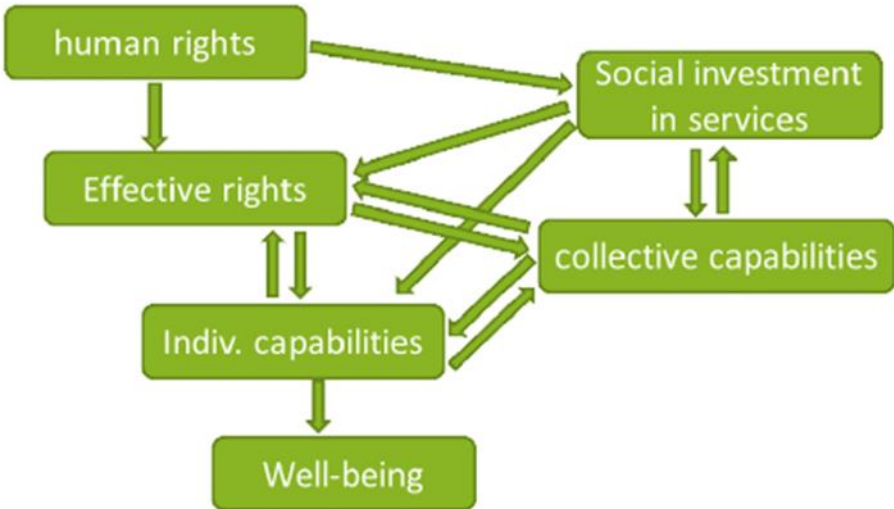 human rights
Social investment
in services
Effective rights
collective capabilities
Indiv. capabilities
Well-being